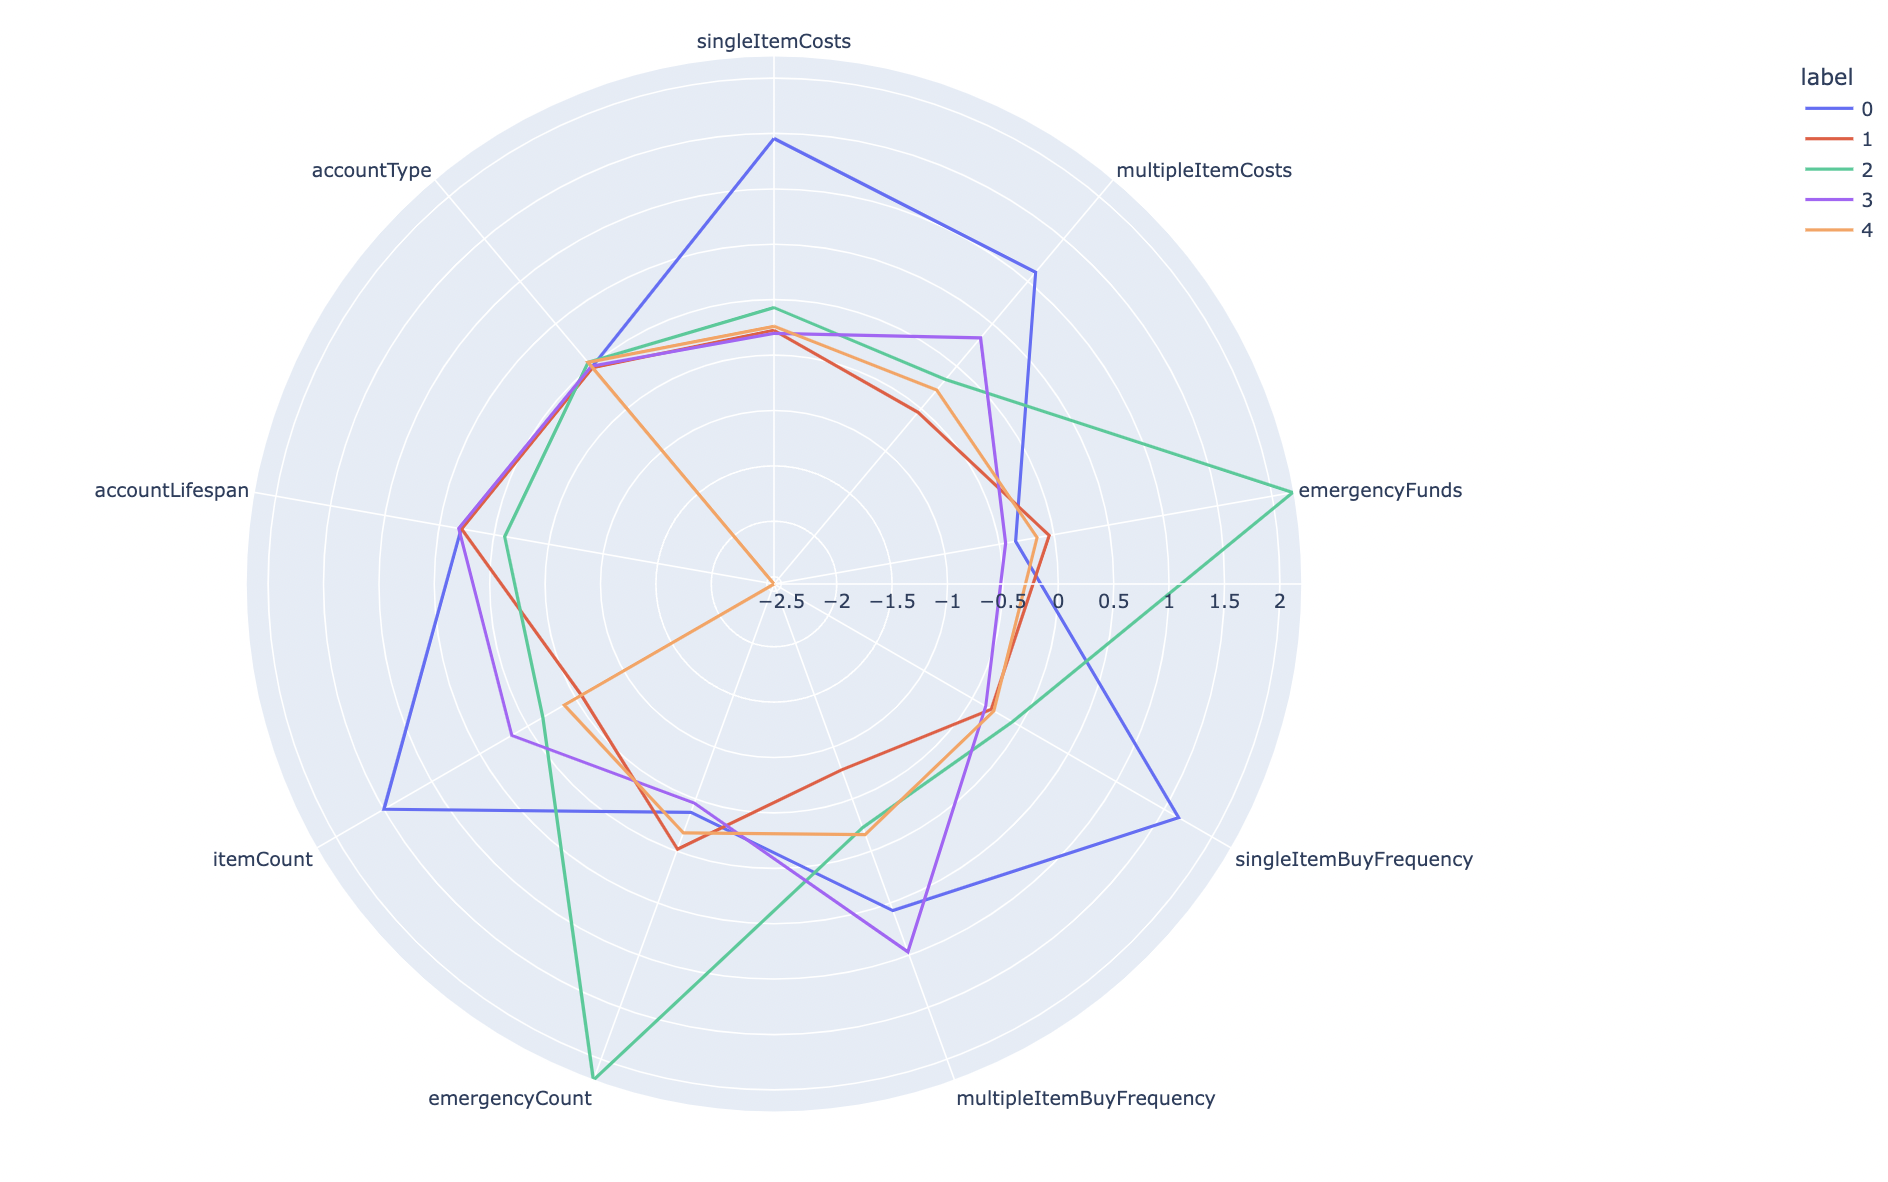 singleItemCosts
label
0
1
2
3
4
accountType
multipleItemCosts
accountLifespan
emergencyFunds
−2.5 −2 −1.5 −1 −0.5 0 0.5 1 1.5 2
itemCount
singleItemBuyFrequency
emergencyCount
multipleItemBuyFrequency